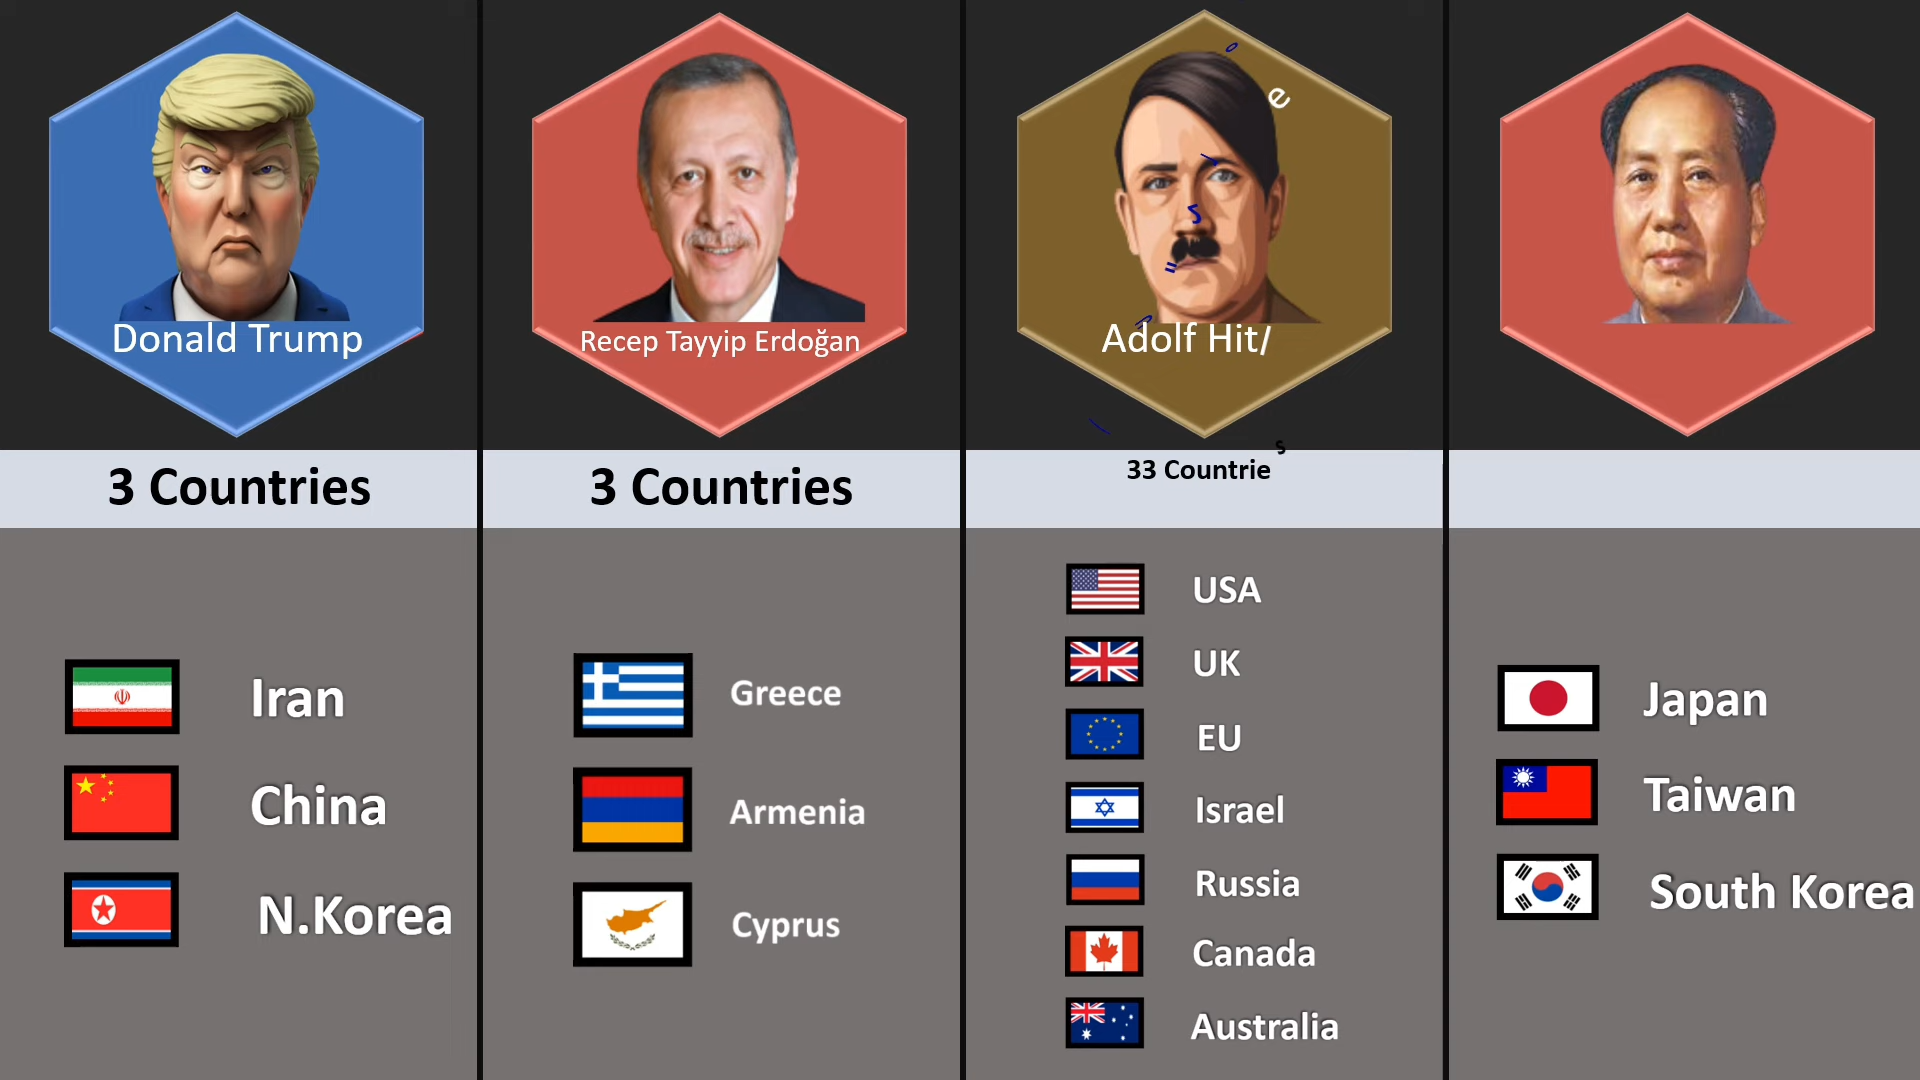 Donald Trump
3 Countries
Iran
China
N.Korea
Recep Tayyip Erdoğan
3 Countries
Greece
Armenia
Cyprus
e
Adolf Hit/
s
33 Countrie
USA
UK
EU
Israel
Russia
Canada
Australia
Japan
Taiwan
South Korea